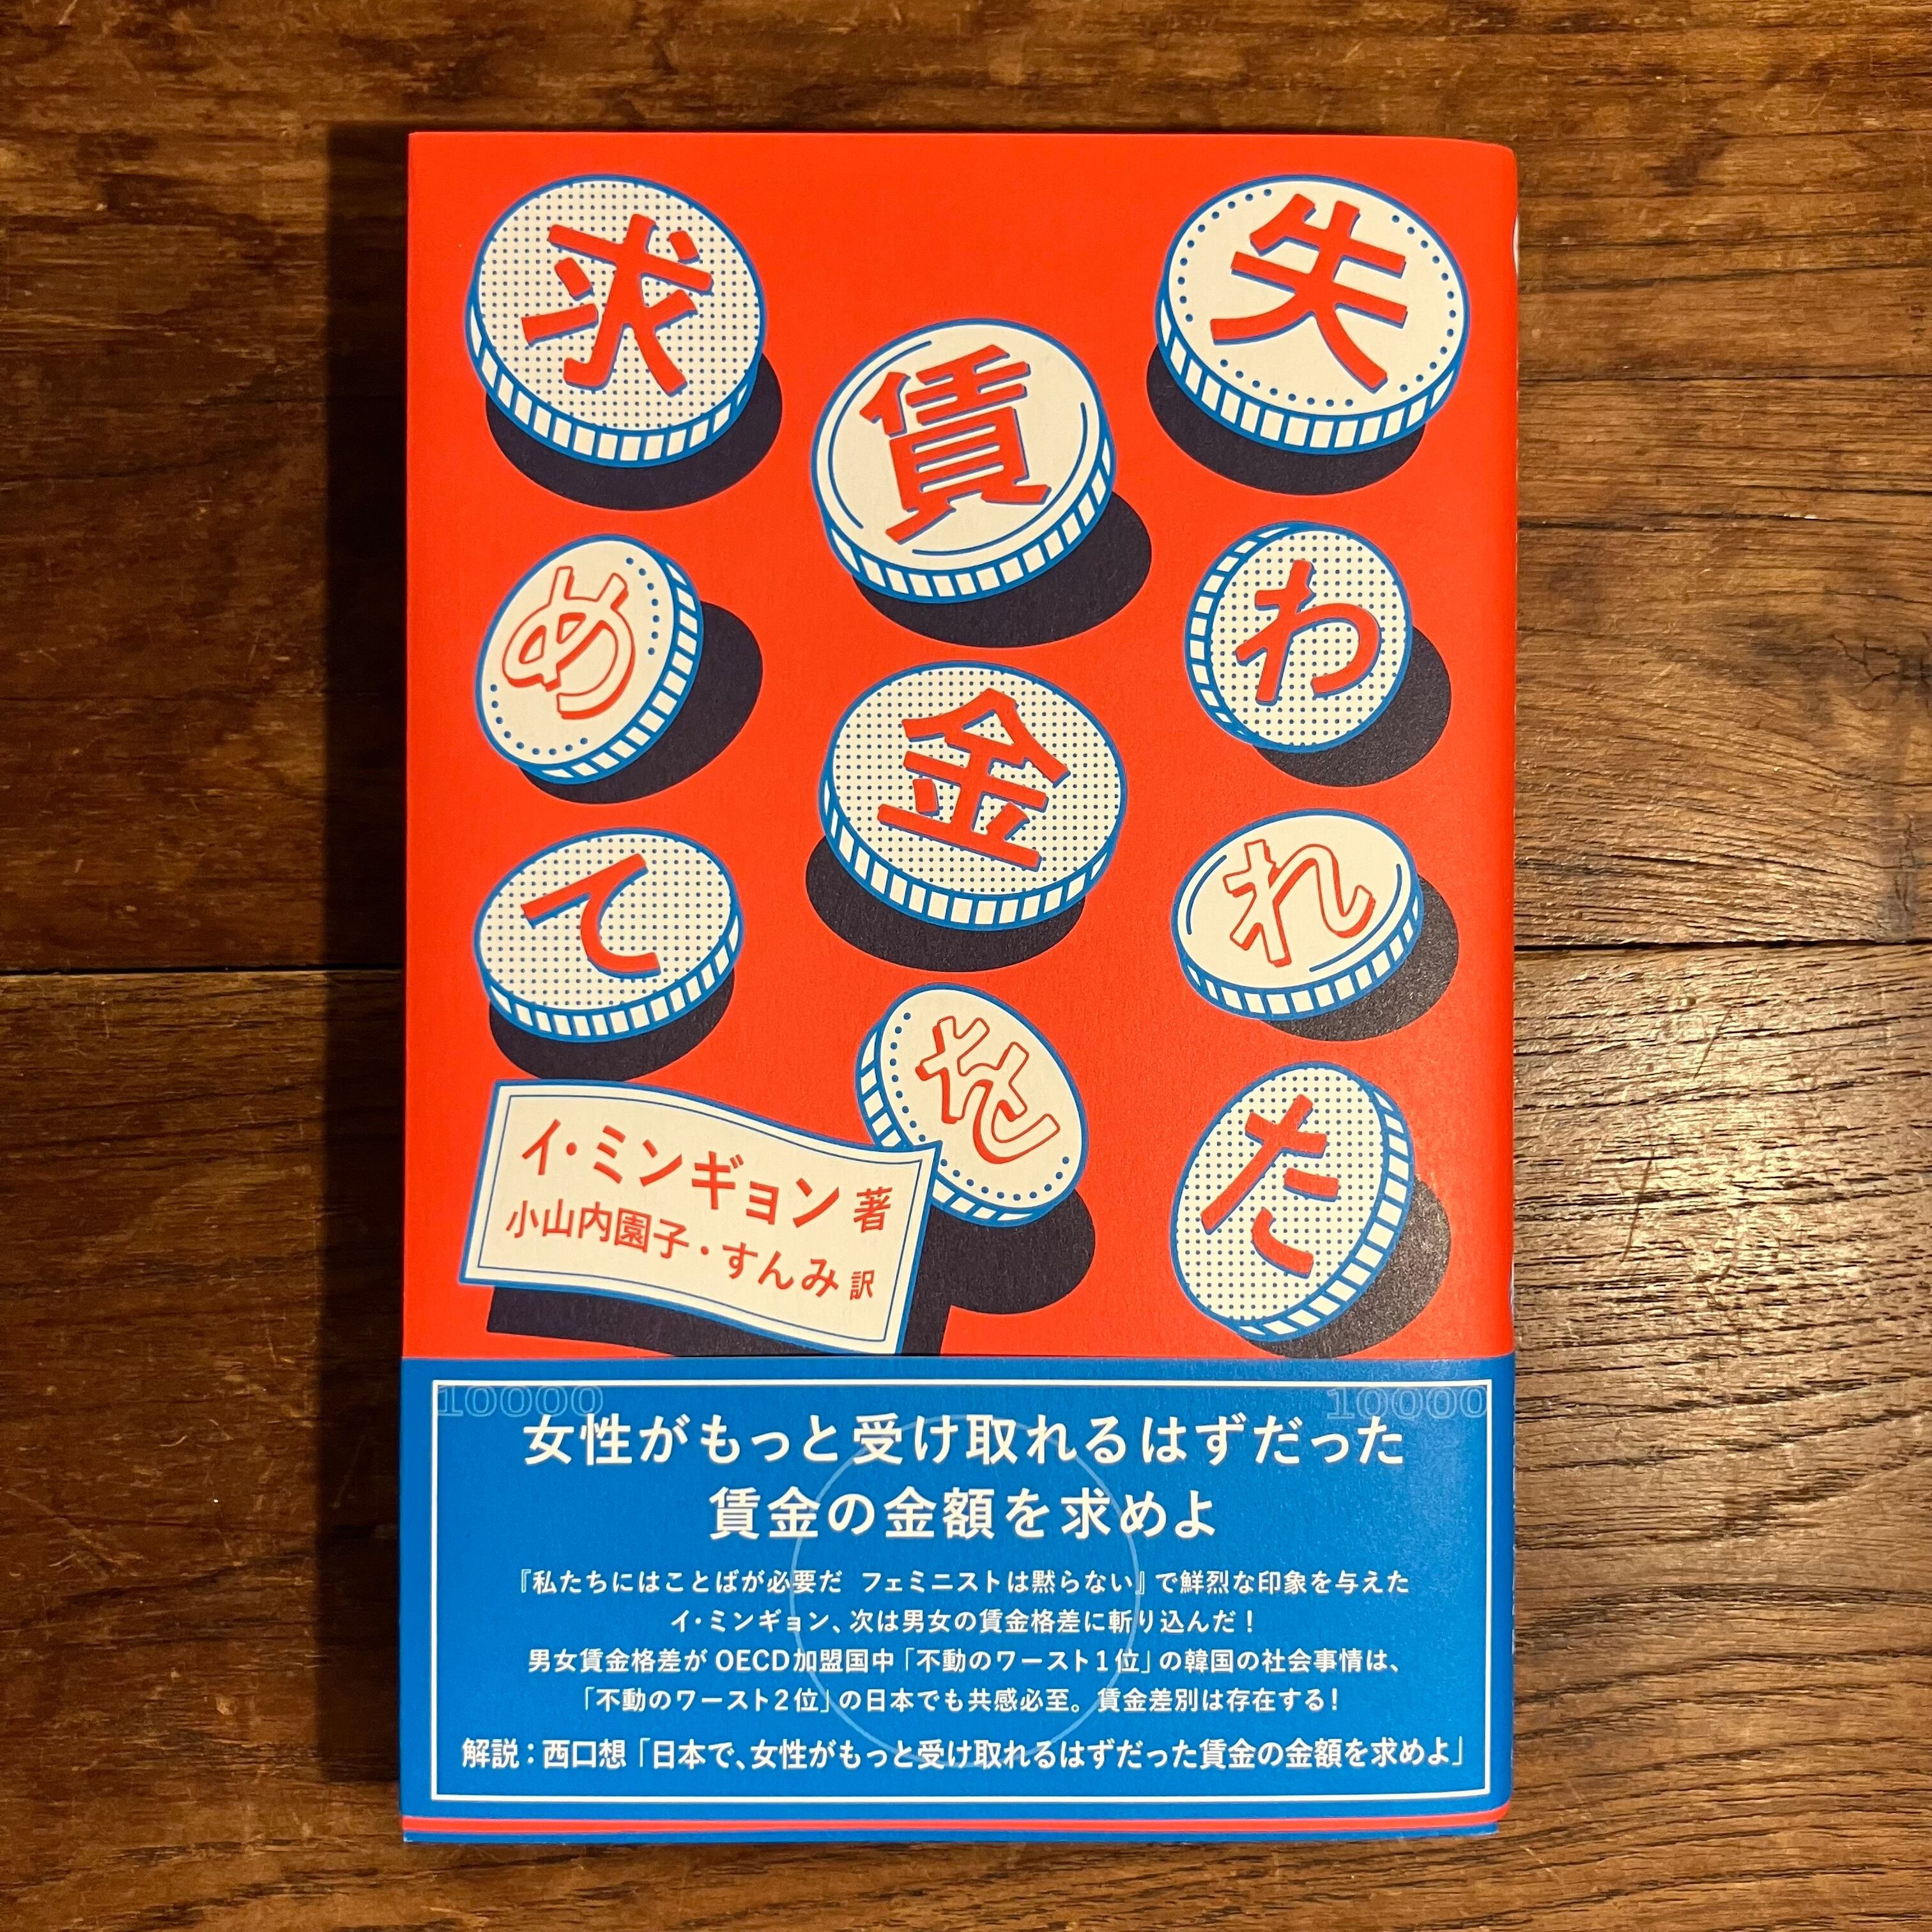 失われた
賃金を
求めて
イ・ミンギョン 著
小山内園子・すんみ 訳
10000 10000
女性がもっと受け取れるはずだった
賃金の金額を求めよ
『私たちにはことばが必要だ フェミニストは黙らない』で鮮烈な印象を与えた
イ・ミンギョン、次は男女の賃金格差に斬り込んだ！
男女賃金格差がOECD加盟国中「不動のワースト1位」の韓国の社会事情は、
「不動のワースト2位」の日本でも共感必至。賃金差別は存在する！
解説：西口想「日本で、女性がもっと受け取れるはずだった賃金の金額を求めよ」